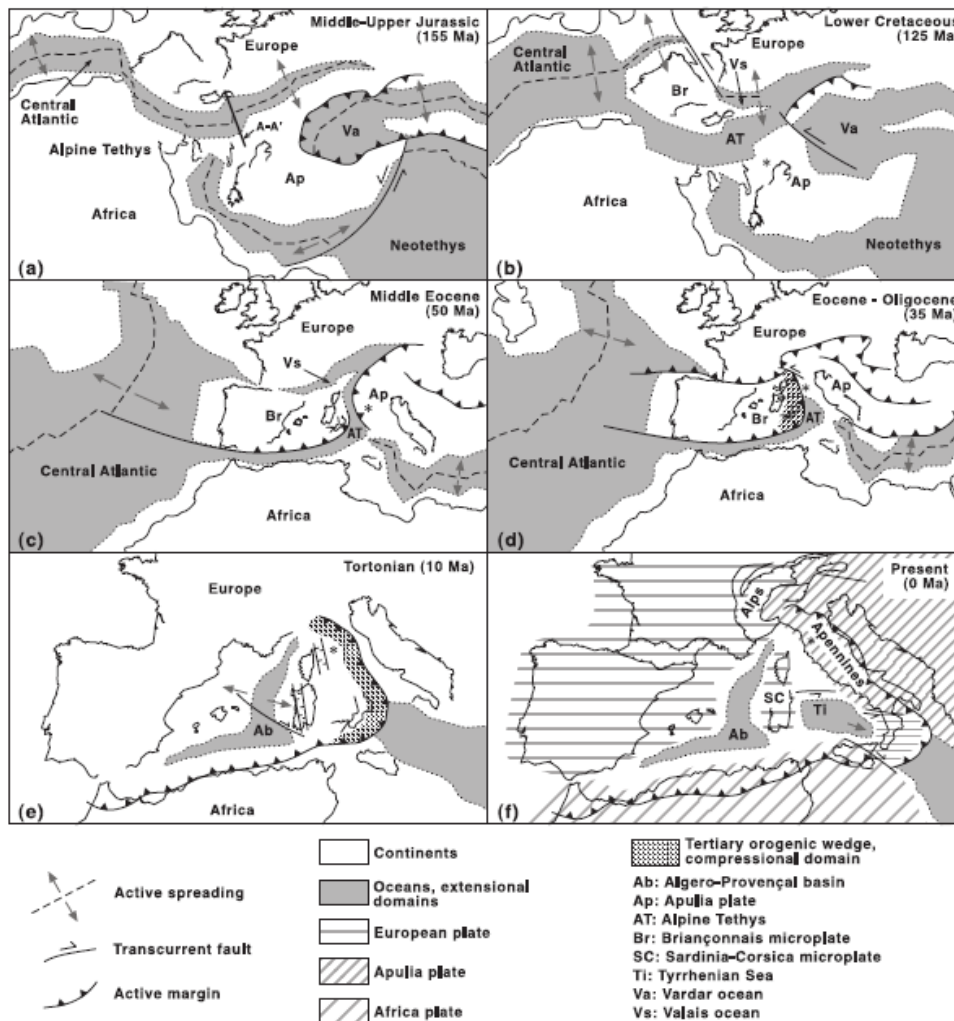 Middle-Upper Jurassic
(155 Ma)
Europe
Central
Atlantic
A-A'
Va
Alpine Tethys
Ap
Africa
Neotethys
(a)
Lower Cretaceous
(125 Ma)
Central
Atlantic
Europe
Vs
Br
AT
Va
*
Ap
Africa
Neotethys
(b)
Middle Eocene
(50 Ma)
Europe
Vs
Ap
Br
*
AT
Central Atlantic
Africa
(c)
Eocene - Oligocene
(35 Ma)
Europe
Ap
*
Br
AT
Central Atlantic
Africa
(d)
Tortonian (10 Ma)
Europe
*
Ab
Africa
(e)
Present
(0 Ma)
Alps
Apennines
*
SC
Ti
Ab
(f)
Active spreading
Transcurrent fault
Active margin
Continents
Oceans, extensional
domains
European plate
Apulia plate
Africa plate
Tertiary orogenic wedge,
compressional domain
Ab: Algero-Provençal basin
Ap: Apulia plate
AT: Alpine Tethys
Br: Briançonnais microplate
SC: Sardinia-Corsica microplate
Ti: Tyrrhenian Sea
Va: Vardar ocean
Vs: Valais ocean